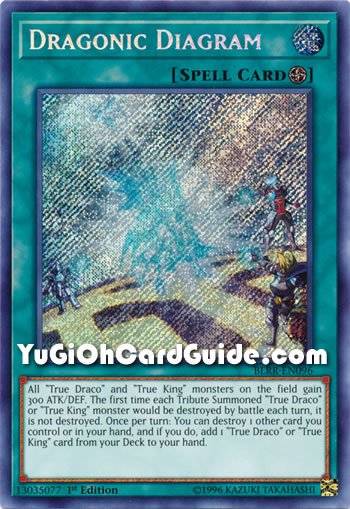 DRAGONIC DIAGRAM
[SPELL CARD]
YuGiOhCardGuide.com
BLRR-EN096
All "True Draco" and "True King" monsters on the field gain
300 ATK/DEF. The first time each Tribute Summoned "True Draco"
or "True King" monster would be destroyed by battle each turn, it
is not destroyed. Once per turn: You can destroy 1 other card you
control or in your hand, and if you do, add 1 "True Draco" or "True
King" card from your Deck to your hand.
13035077 1st Edition ©1996 KAZUKI TAKAHASHI